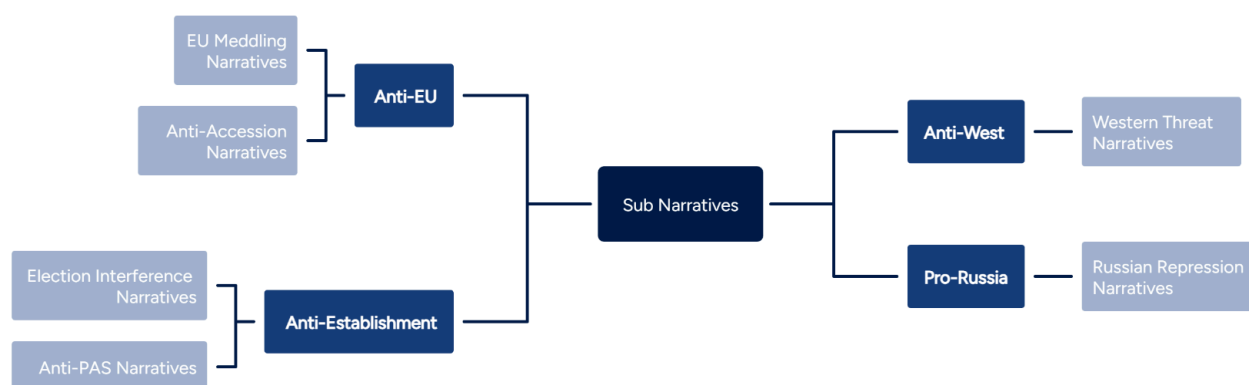 EU Meddling
Narratives
Anti-EU
Anti-Accession
Narratives
Election Interference
Narratives
Anti-Establishment
Anti-PAS Narratives
Sub Narratives
Anti-West
Western Threat
Narratives
Pro-Russia
Russian Repression
Narratives